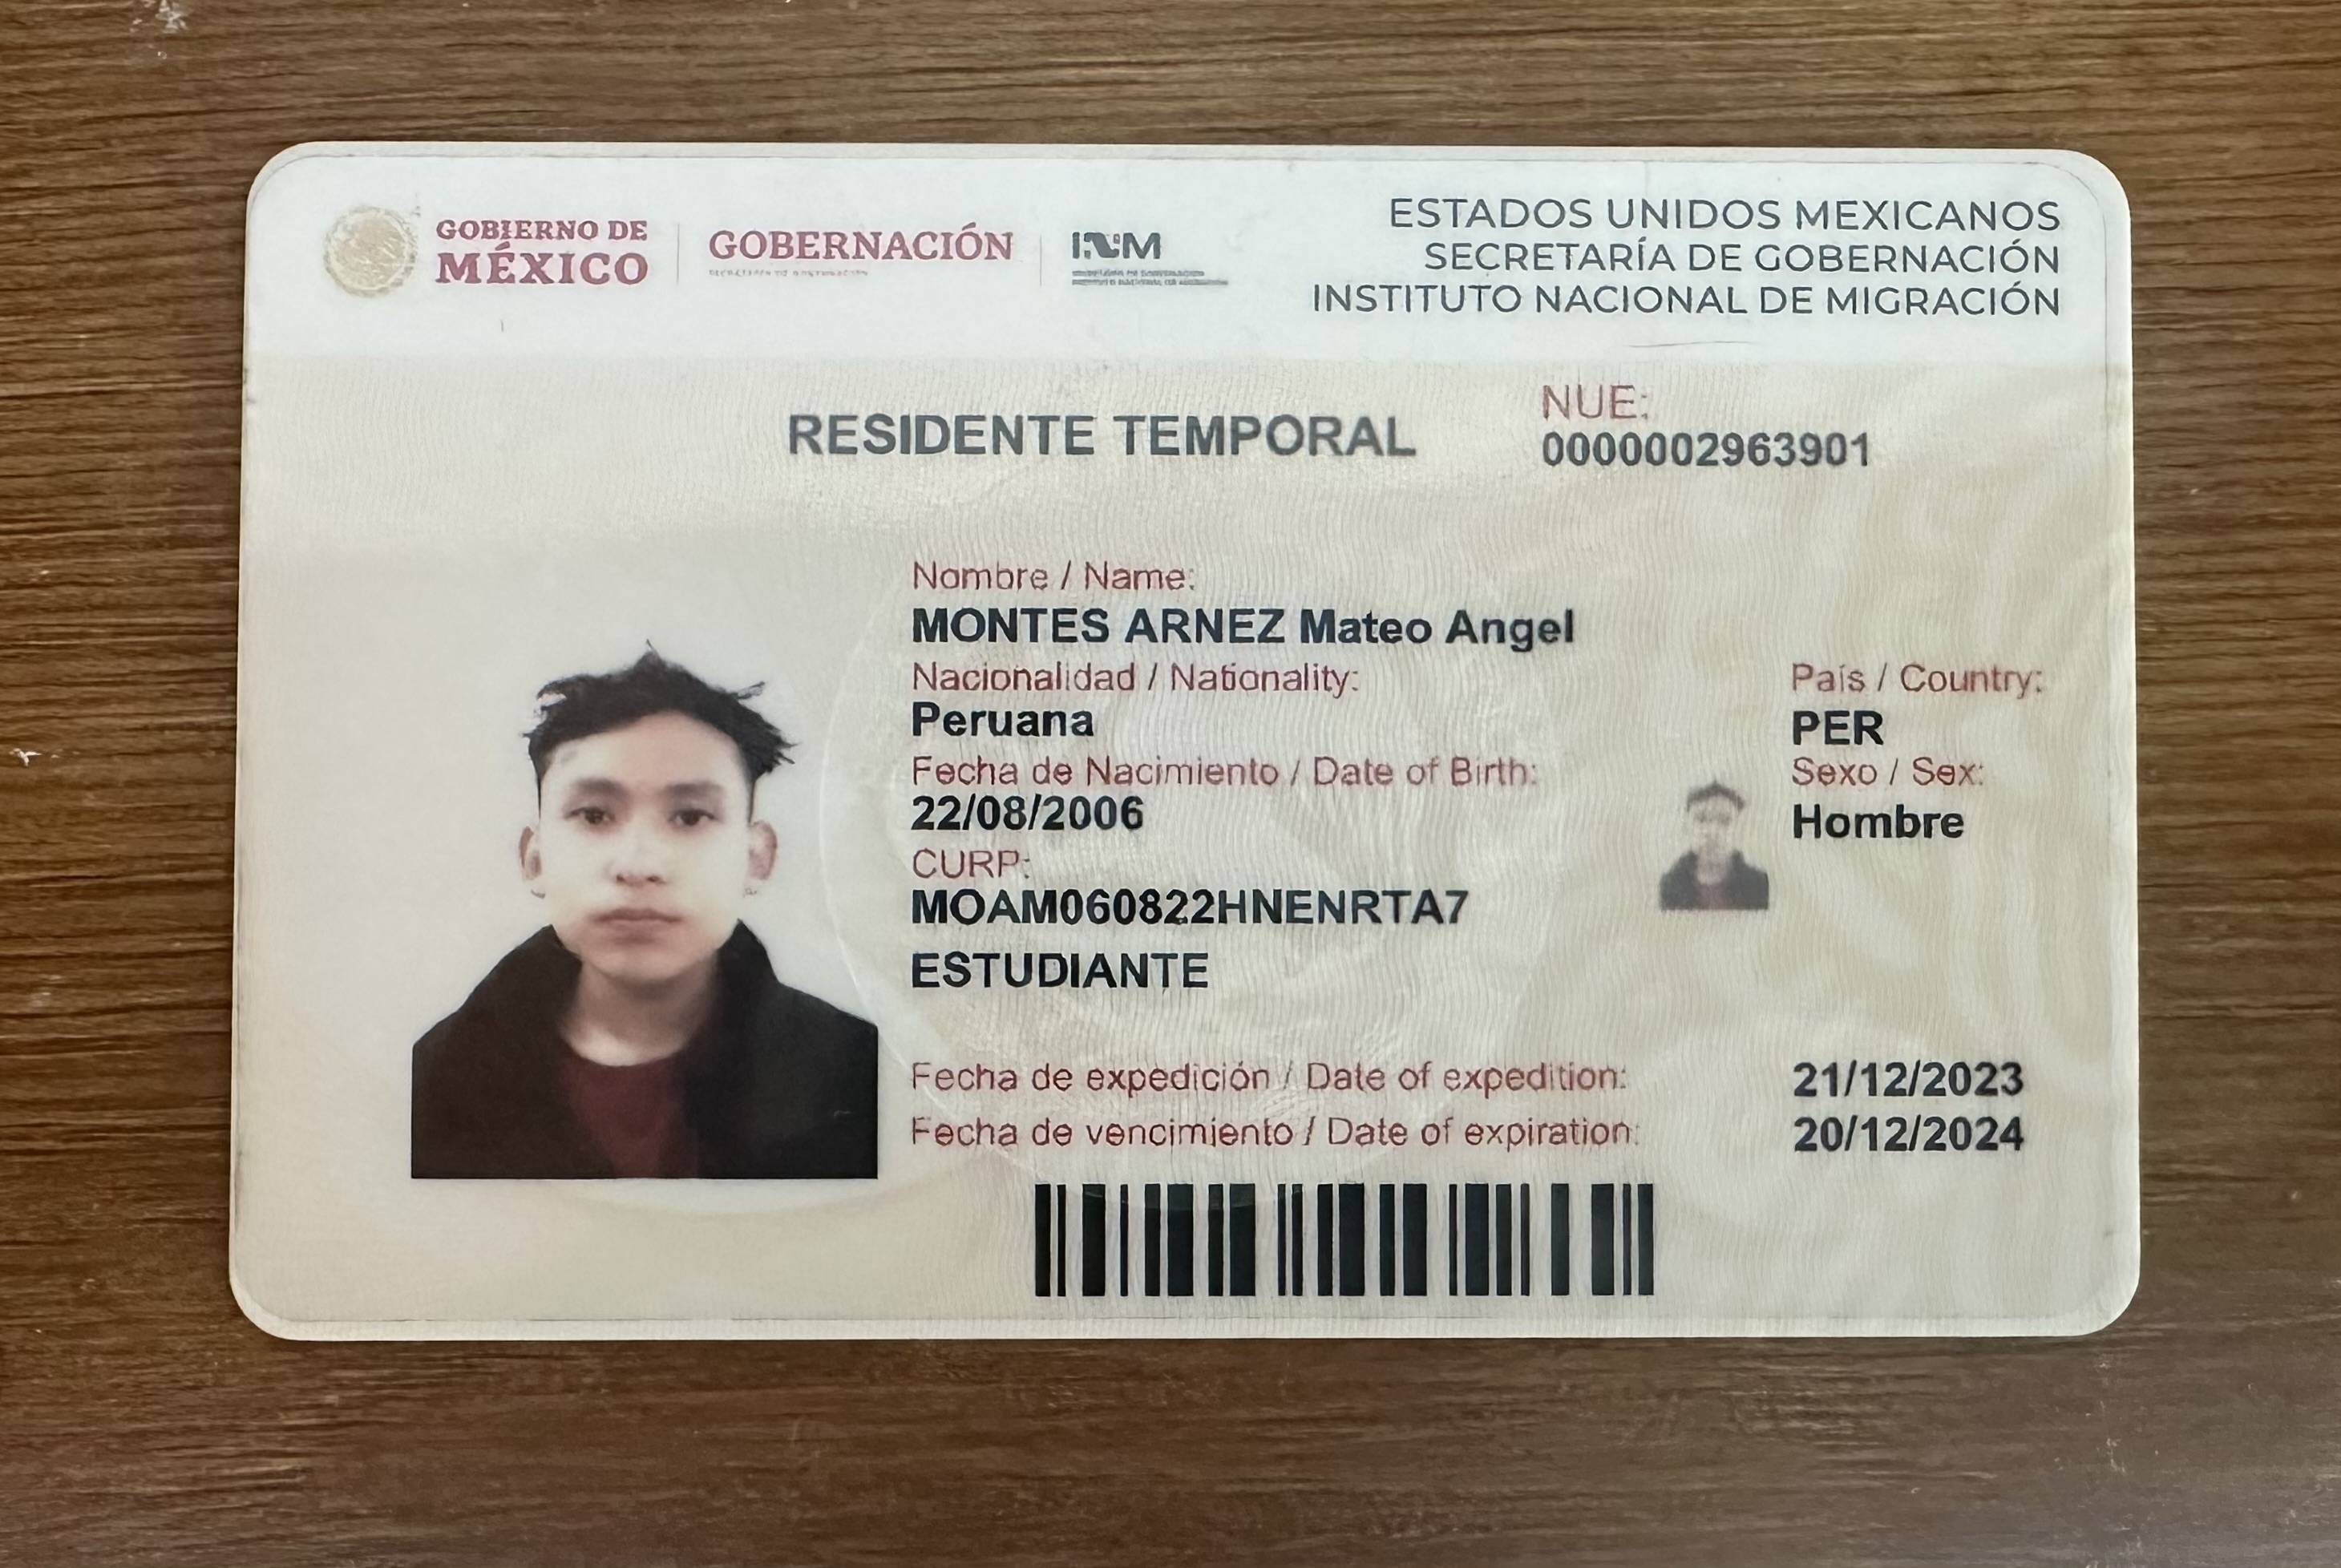 GOBIERNO DE
MÉXICO
GOBERNACIÓN
INM
ESTADOS UNIDOS MEXICANOS
SECRETARÍA DE GOBERNACIÓN
INSTITUTO NACIONAL DE MIGRACIÓN
RESIDENTE TEMPORAL
NUE:
0000002963901
Nombre / Name:
MONTES ARNEZ Mateo Angel
Nacionalidad / Nationality:
Peruana
País / Country:
PER
Fecha de Nacimiento / Date of Birth:
22/08/2006
Sexo / Sex:
Hombre
CURP:
MOAM060822HNENRTA7
ESTUDIANTE
Fecha de expedición / Date of expedition: 21/12/2023
Fecha de vencimiento / Date of expiration: 20/12/2024